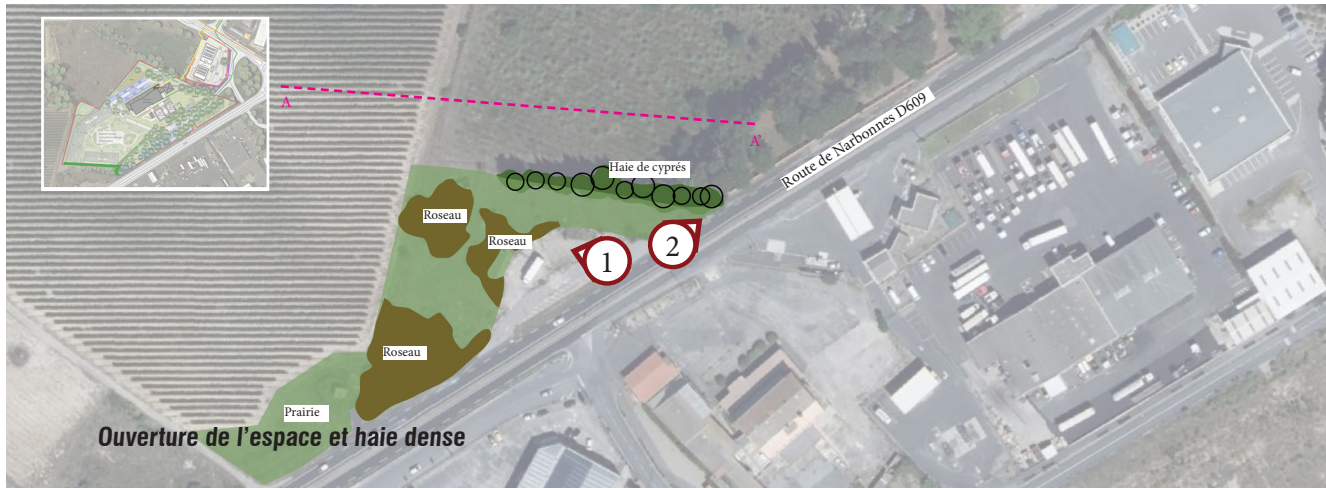 A
A'
Route de Narbonnes D609
Haie de cyprés
Roseau
Roseau
1
2
Roseau
Prairie
Ouverture de l'espace et haie dense